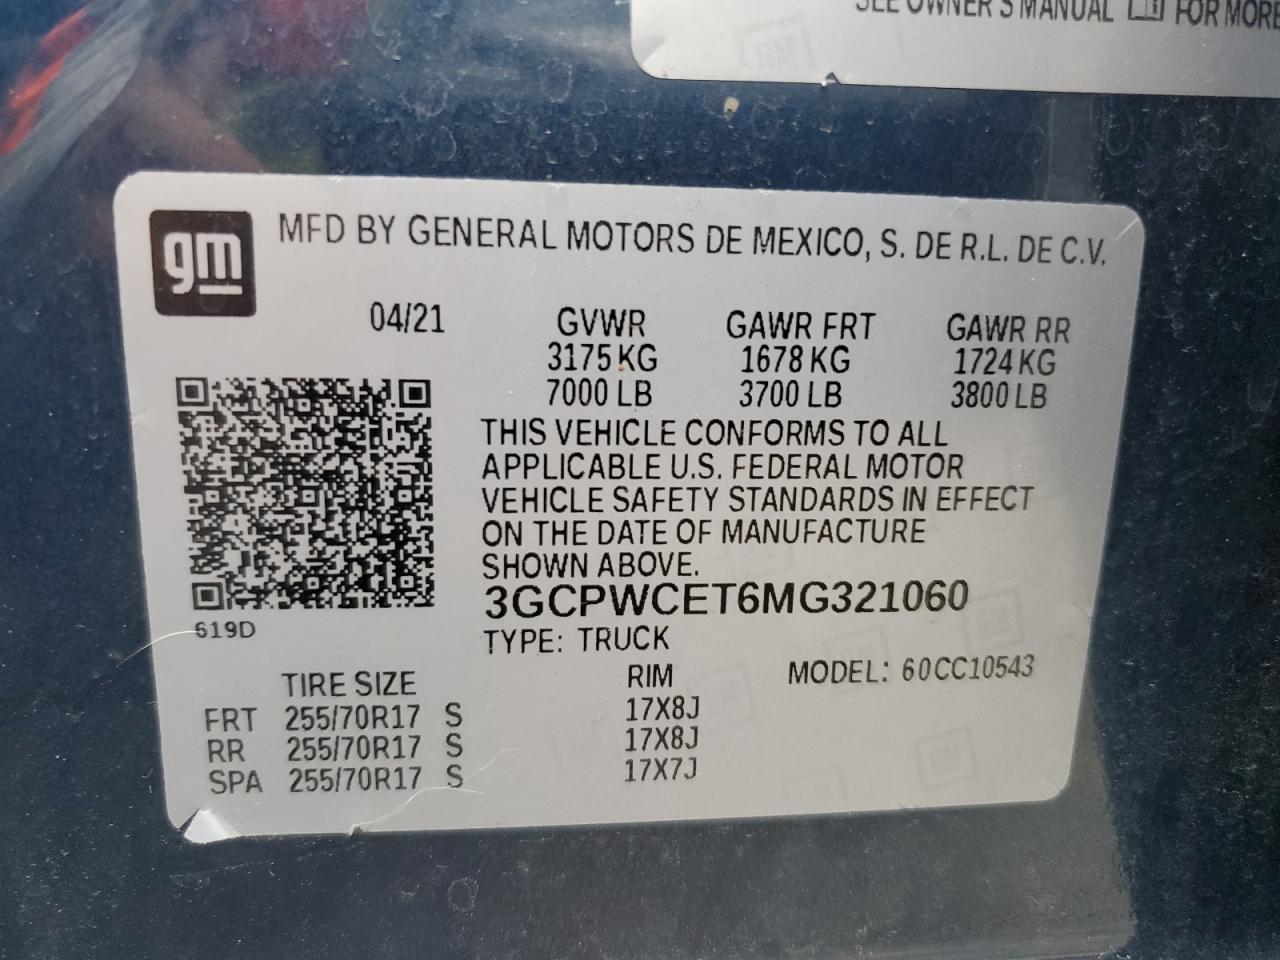 SEE OWNER'S MANUAL FOR MORE
gm
MFD BY GENERAL MOTORS DE MEXICO, S. DE R.L. DE C.V.
04/21 GVWR GAWR FRT GAWR RR
3175 KG 1678 KG 1724 KG
7000 LB 3700 LB 3800 LB
THIS VEHICLE CONFORMS TO ALL
APPLICABLE U.S. FEDERAL MOTOR
VEHICLE SAFETY STANDARDS IN EFFECT
ON THE DATE OF MANUFACTURE
SHOWN ABOVE.
3GCPWCET6MG321060
619D
TYPE: TRUCK
TIRE SIZE RIM MODEL: 60CC10543
FRT 255/70R17 S 17X8J
RR 255/70R17 S 17X8J
SPA 255/70R17 S 17X7J